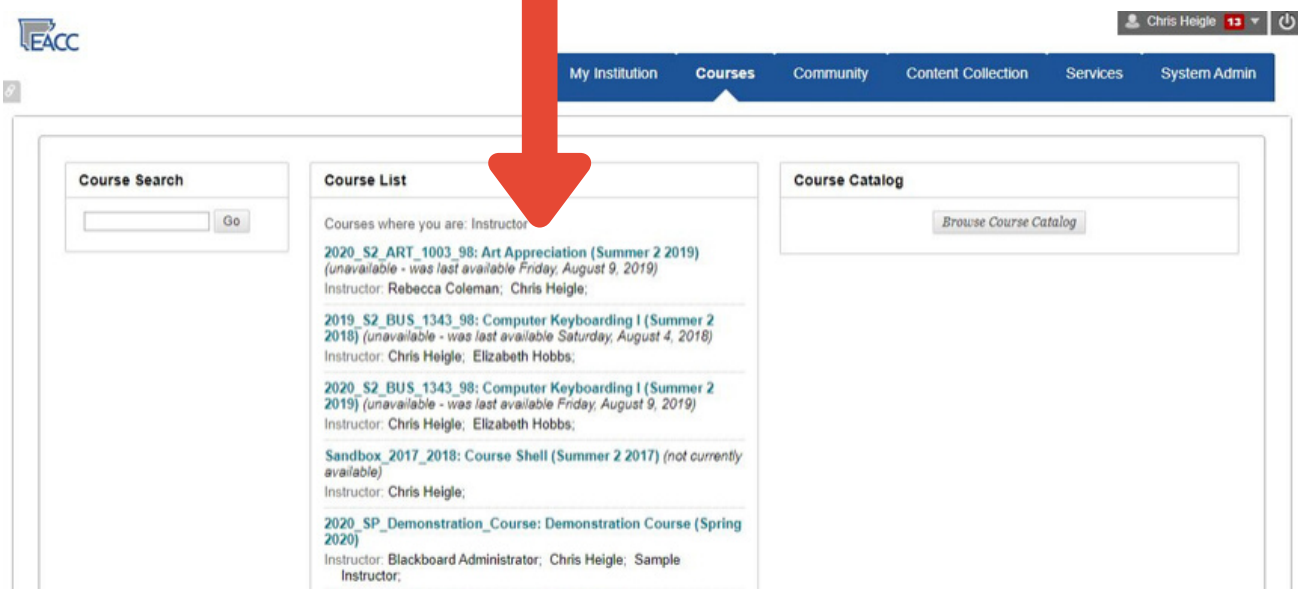 EACC
Chris Heigle 13
My Institution Courses Community Content Collection Services System Admin
Course Search
Go
Course List
Courses where you are: Instructor
2020_S2_ART_1003_98: Art Appreciation (Summer 2 2019)
(unavailable - was last available Friday, August 9, 2019)
Instructor: Rebecca Coleman; Chris Heigle;
2019_S2_BUS_1343_98: Computer Keyboarding I (Summer 2
2018) (unavailable - was last available Saturday, August 4, 2018)
Instructor: Chris Heigle; Elizabeth Hobbs;
2020_S2_BUS_1343_98: Computer Keyboarding I (Summer 2
2019) (unavailable - was last available Friday, August 9, 2019)
Instructor: Chris Heigle; Elizabeth Hobbs;
Sandbox_2017_2018: Course Shell (Summer 2 2017) (not currently
available)
Instructor: Chris Heigle;
2020_SP_Demonstration_Course: Demonstration Course (Spring
2020)
Instructor: Blackboard Administrator; Chris Heigle; Sample
Instructor;
Course Catalog
Browse Course Catalog